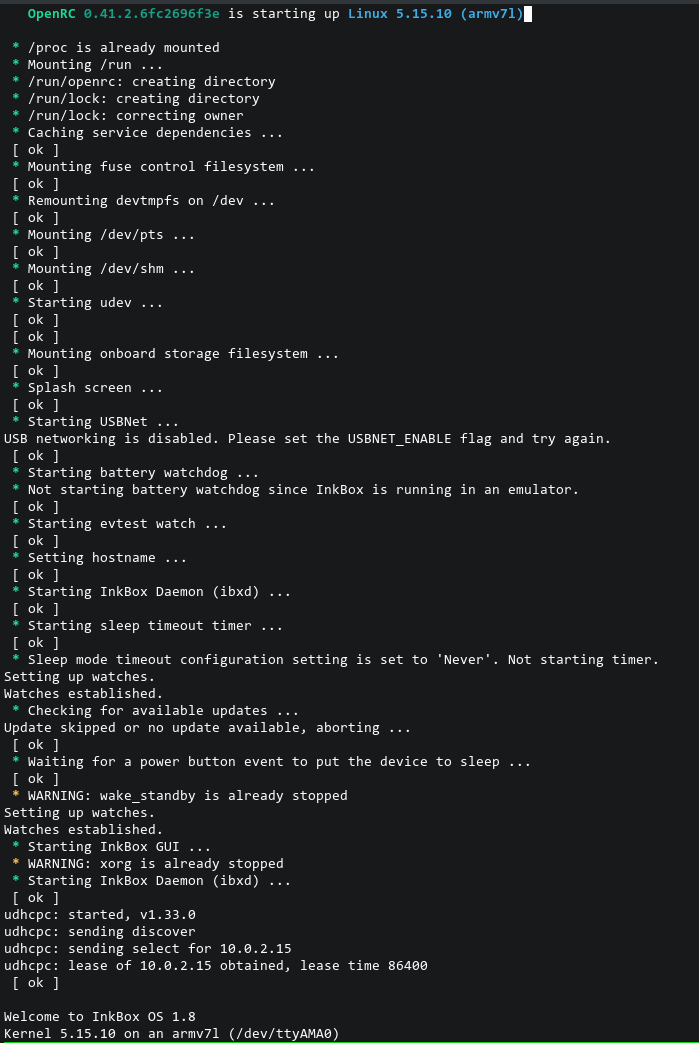 OpenRC 0.41.2.6fc2696f3e is starting up Linux 5.15.10 (armv7l)
* /proc is already mounted
* Mounting /run ...
* /run/openrc: creating directory
* /run/lock: creating directory
* /run/lock: correcting owner
* Caching service dependencies ...
[ ok ]
* Mounting fuse control filesystem ...
[ ok ]
* Remounting devtmpfs on /dev ...
[ ok ]
* Mounting /dev/pts ...
[ ok ]
* Mounting /dev/shm ...
[ ok ]
* Starting udev ...
[ ok ]
[ ok ]
* Mounting onboard storage filesystem ...
[ ok ]
* Splash screen ...
[ ok ]
* Starting USBNet ...
USB networking is disabled. Please set the USBNET_ENABLE flag and try again.
[ ok ]
* Starting battery watchdog ...
* Not starting battery watchdog since InkBox is running in an emulator.
[ ok ]
* Starting evtest watch ...
[ ok ]
* Setting hostname ...
[ ok ]
* Starting InkBox Daemon (ibxd) ...
[ ok ]
* Starting sleep timeout timer ...
[ ok ]
* Sleep mode timeout configuration setting is set to 'Never'. Not starting timer.
Setting up watches.
Watches established.
* Checking for available updates ...
Update skipped or no update available, aborting ...
[ ok ]
* Waiting for a power button event to put the device to sleep ...
[ ok ]
* WARNING: wake_standby is already stopped
Setting up watches.
Watches established.
* Starting InkBox GUI ...
* WARNING: xorg is already stopped
* Starting InkBox Daemon (ibxd) ...
[ ok ]
udhcpc: started, v1.33.0
udhcpc: sending discover
udhcpc: sending select for 10.0.2.15
udhcpc: lease of 10.0.2.15 obtained, lease time 86400
[ ok ]
Welcome to InkBox OS 1.8
Kernel 5.15.10 on an armv7l (/dev/ttyAMA0)